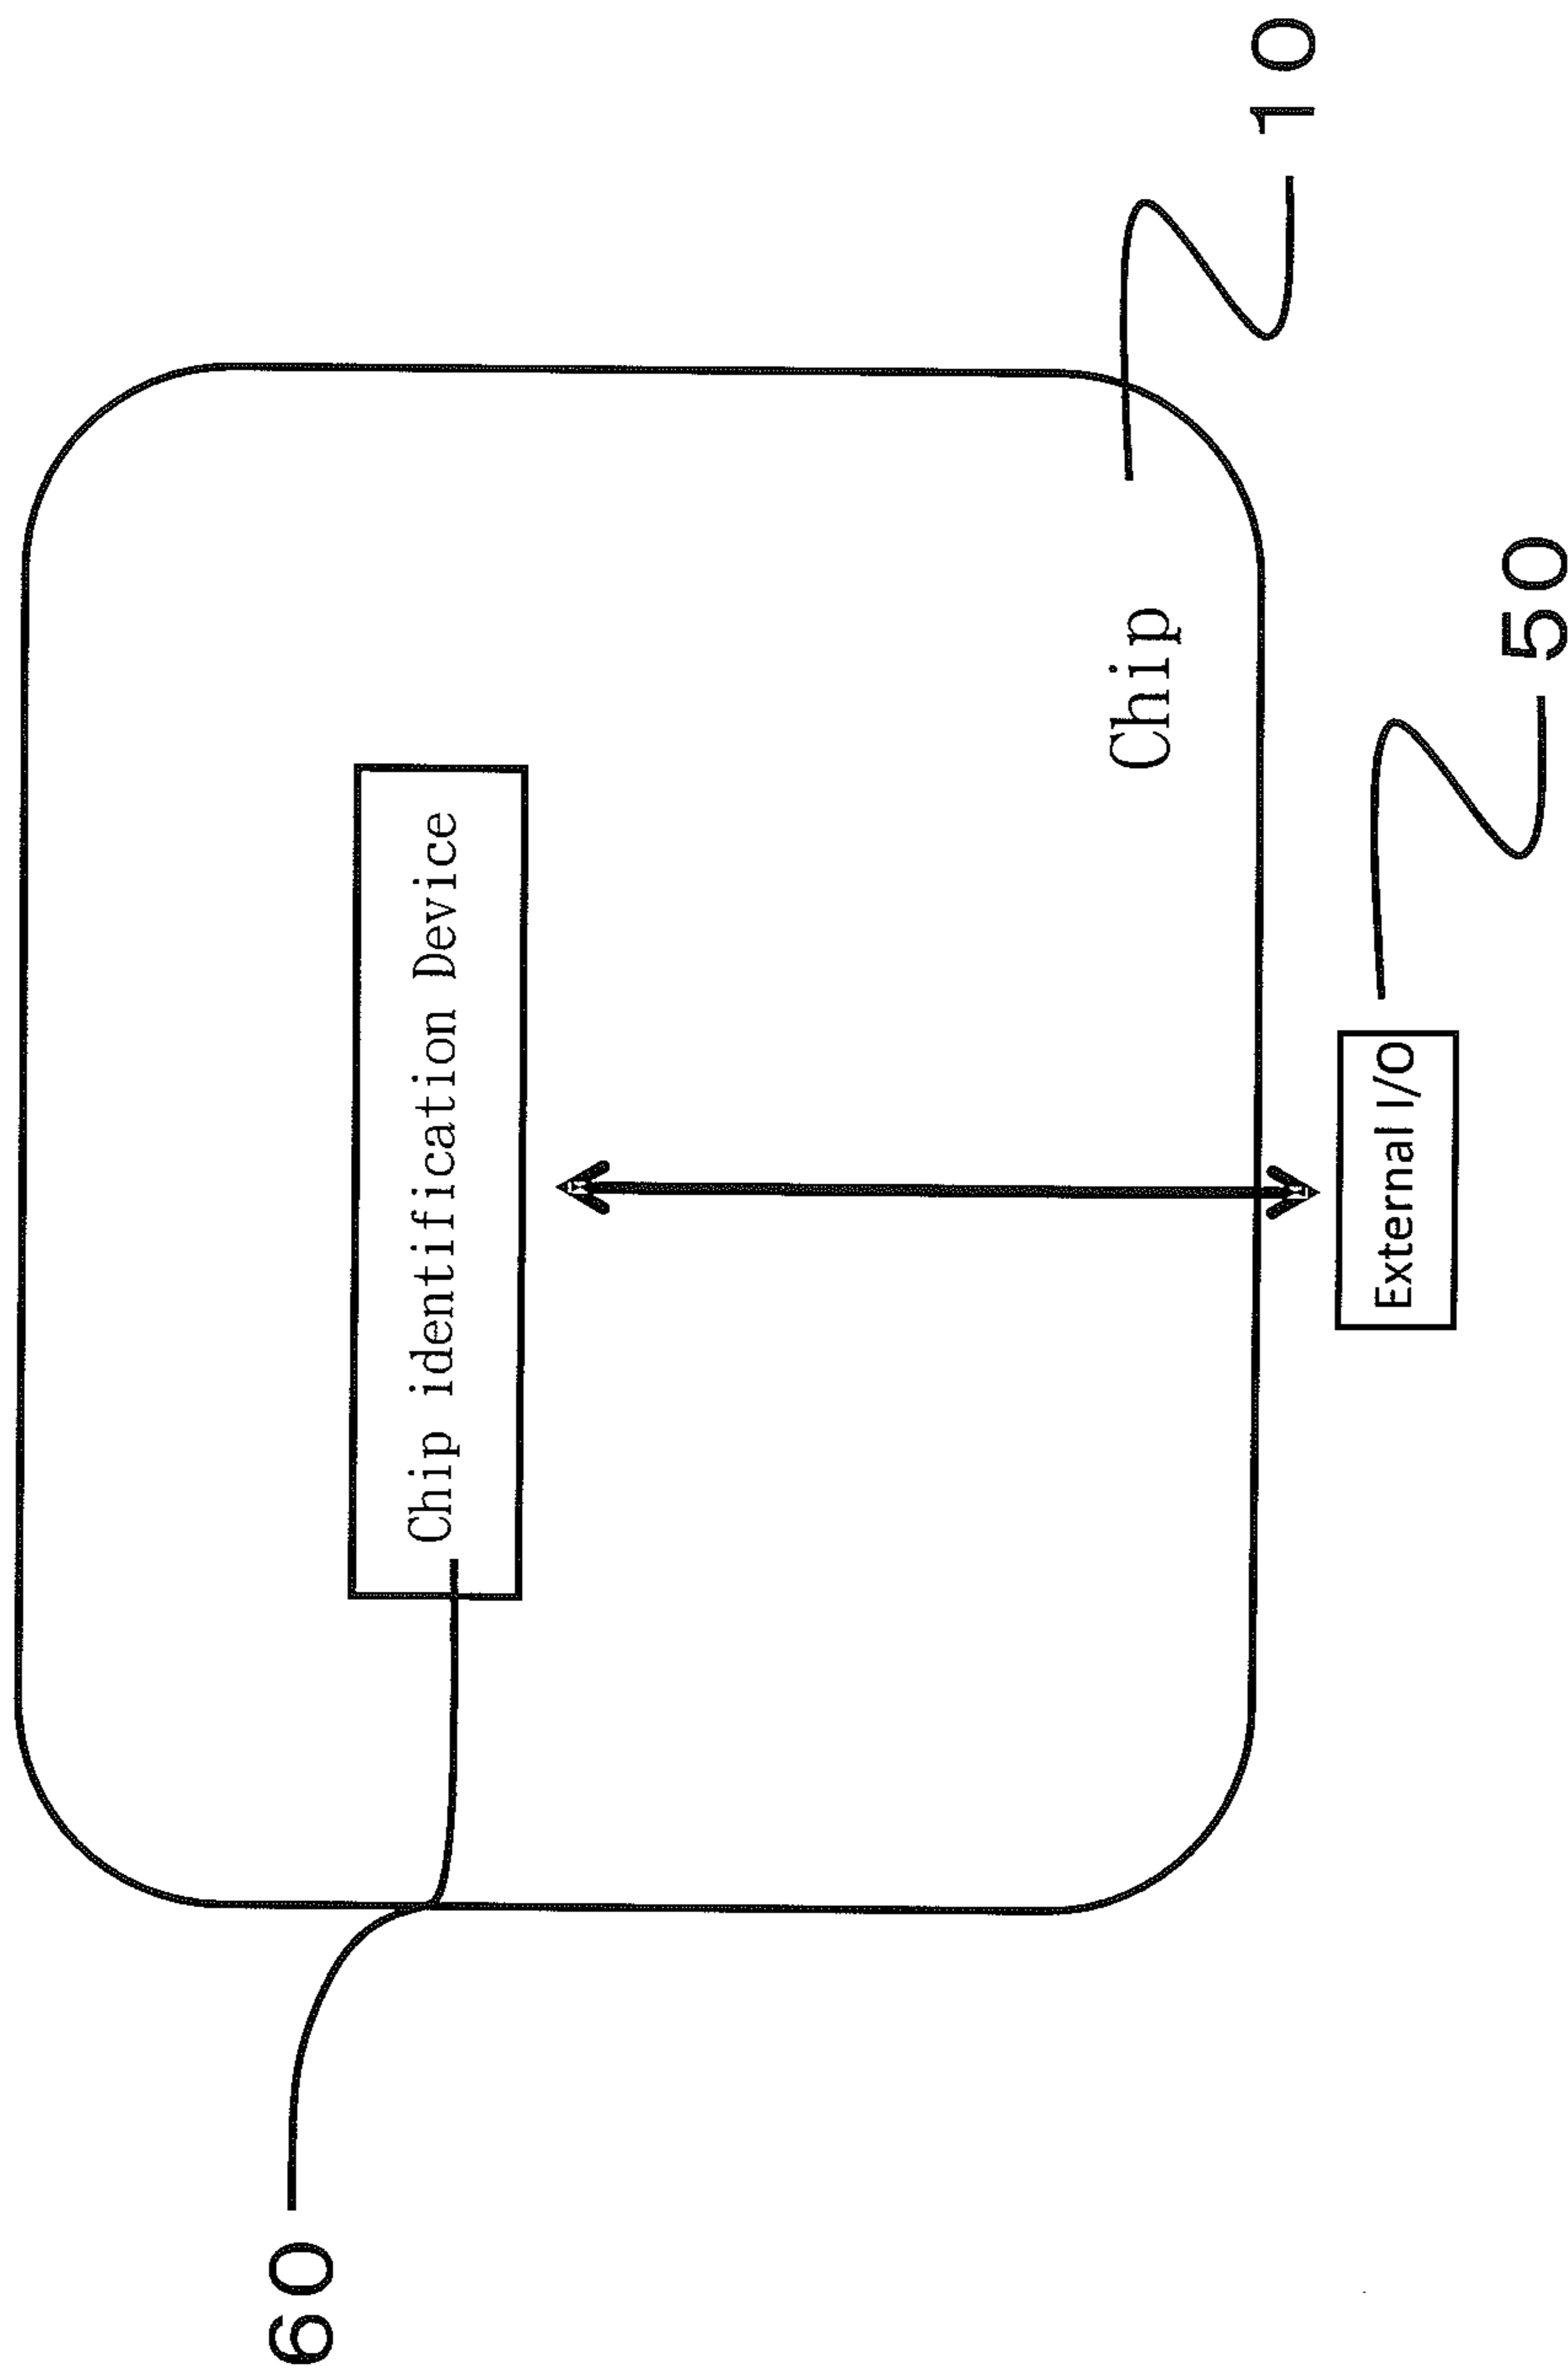 60
Chip identification Device
Chip
10
External I/O
50